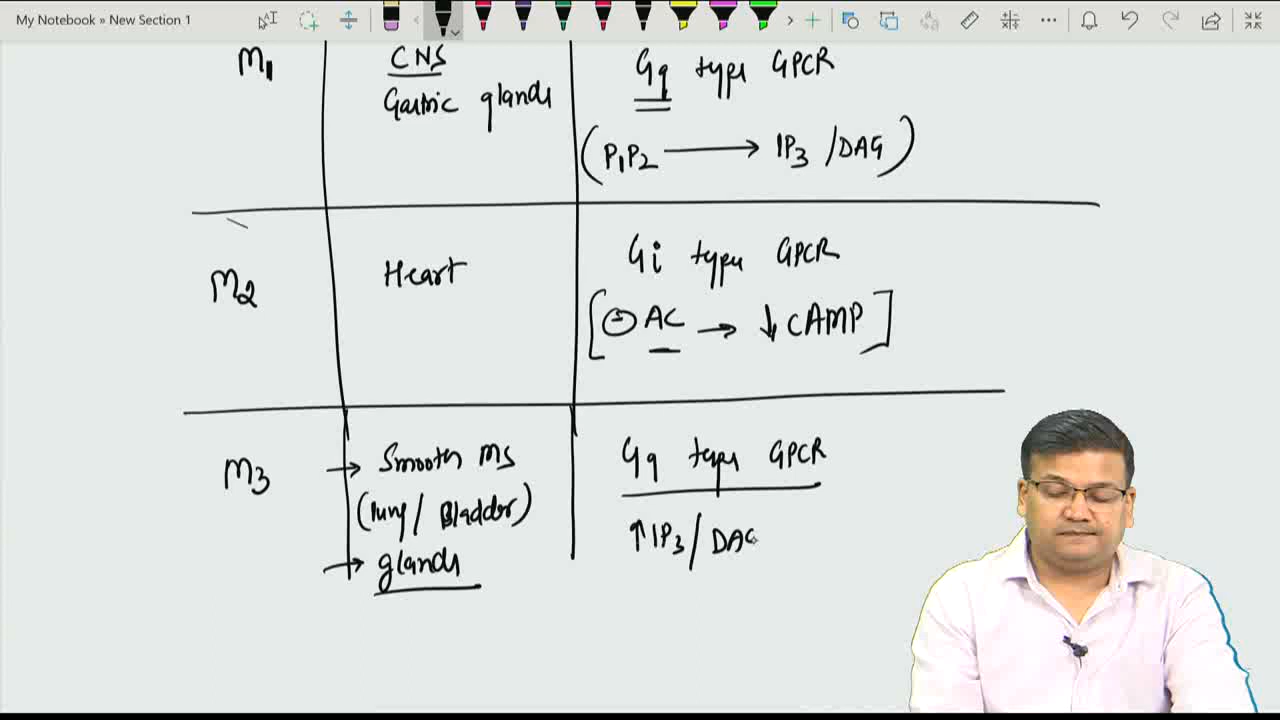 My Notebook » New Section 1
M1 CNS Gq type GPCR
Gastric glands
(P1P2 → IP3 /DAG)
M2 Heart Gi type GPCR
[⊖ AC → ↓ CAMP]
M3 → Smooth MS Gq type GPCR
(lung/ Bladder)
→ glands ↑IP3/ DAG